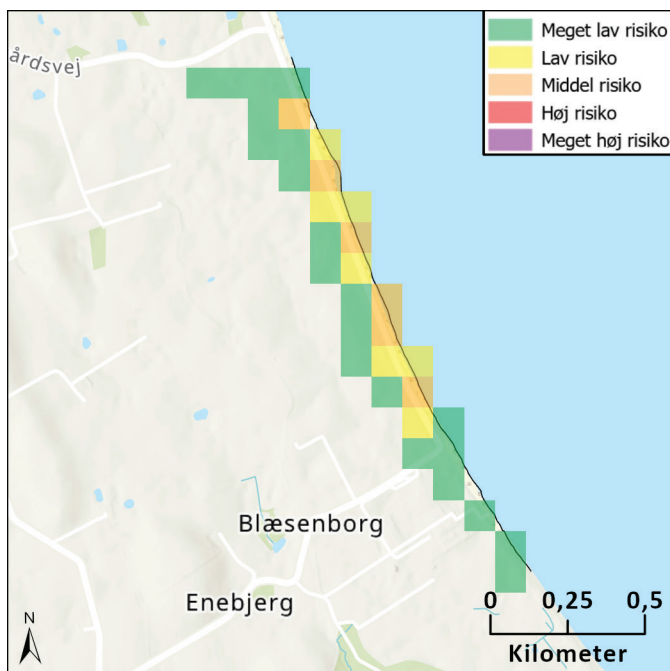 årdsvej
Meget lav risiko
Lav risiko
Middel risiko
Høj risiko
Meget høj risiko
Blæsenborg
Enebjerg
N
0 0,25 0,5
Kilometer